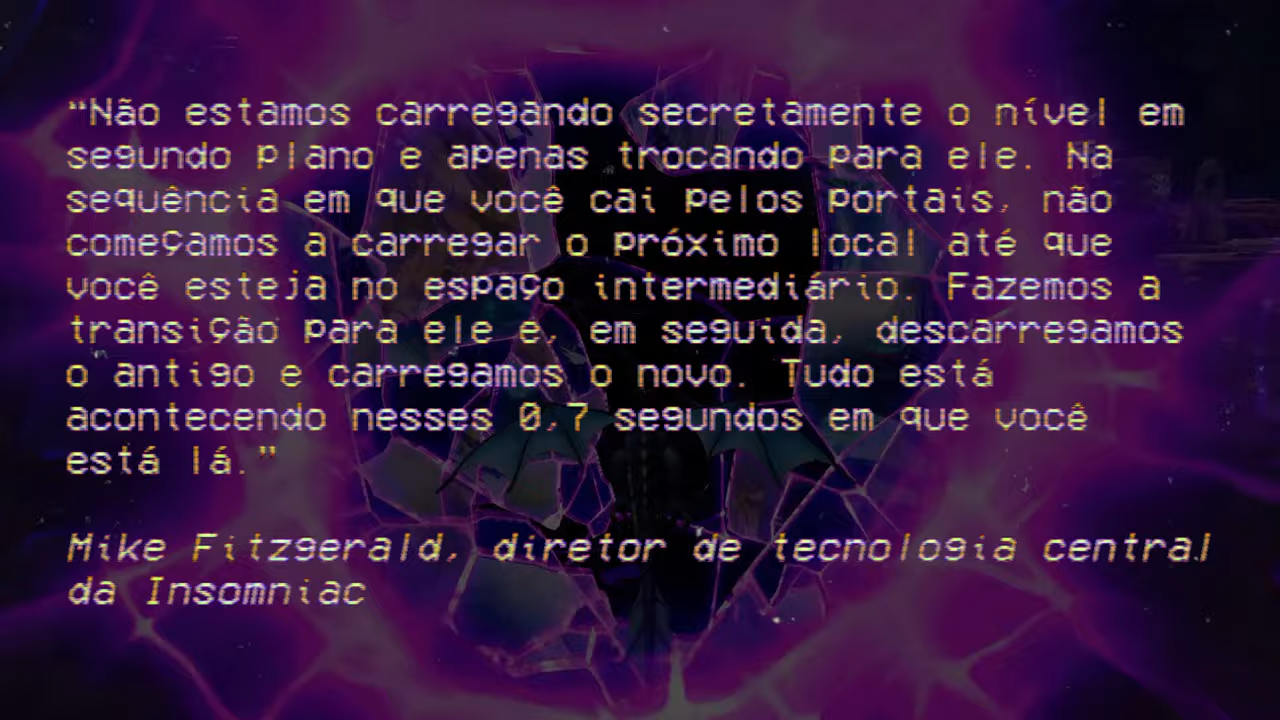 “Não estamos carregando secretamente o nível em
segundo plano e apenas trocando para ele. Na
sequência em que você cai pelos portais, não
começamos a carregar o próximo local até que
você esteja no espaço intermediário. Fazemos a
transição para ele e, em seguida, descarregamos
o antigo e carregamos o novo. Tudo está
acontecendo nesses 0,7 segundos em que você
está lá.”
Mike Fitzgerald, diretor de tecnologia central
da Insomniac